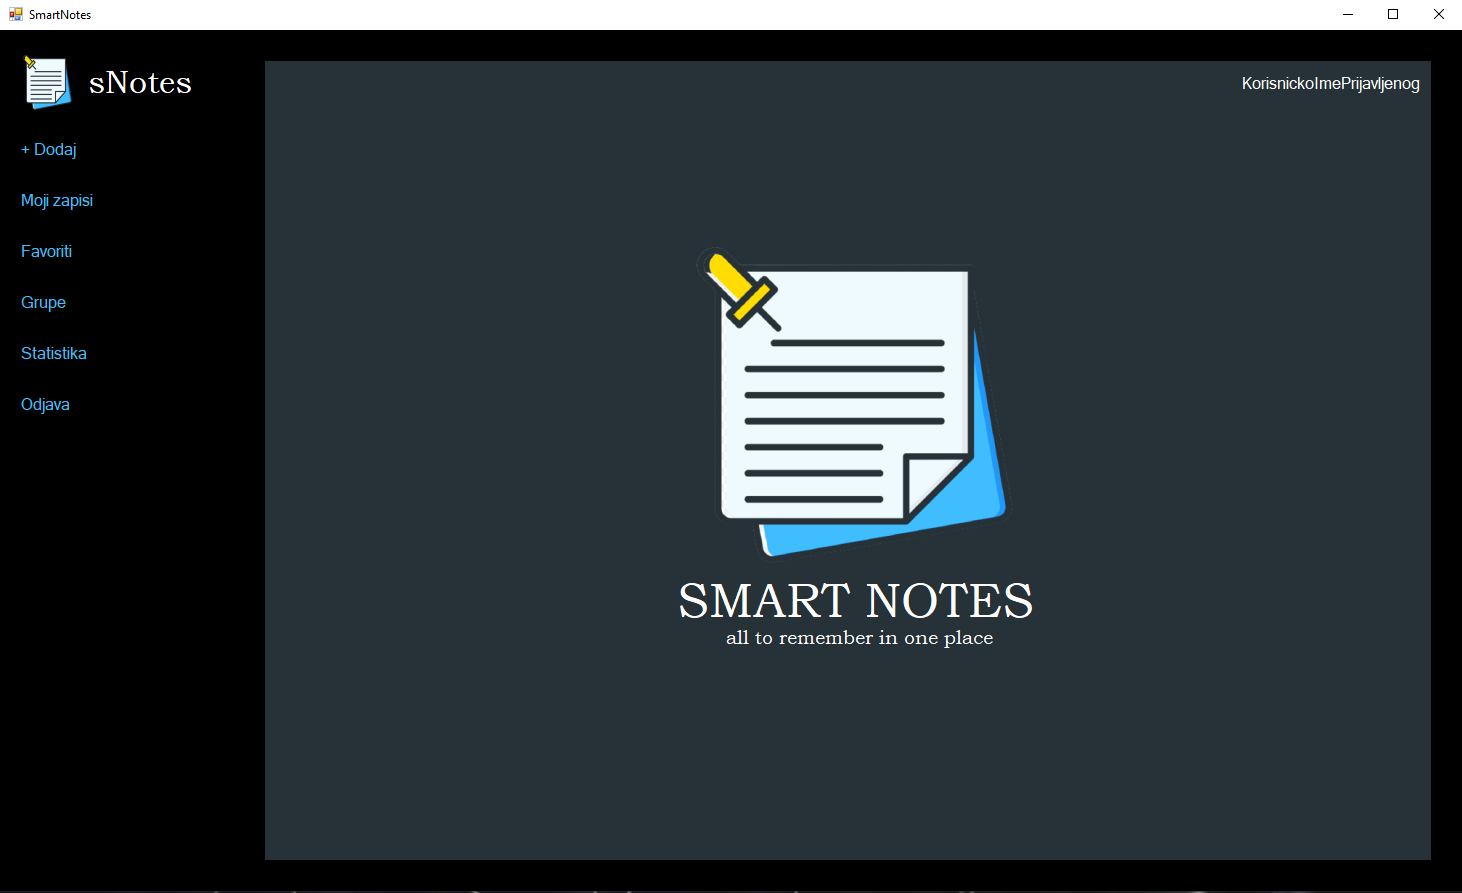 SmartNotes
sNotes
KorisnickoImePrijavljenog
+ Dodaj
Moji zapisi
Favoriti
Grupe
Statistika
Odjava
SMART NOTES
all to remember in one place